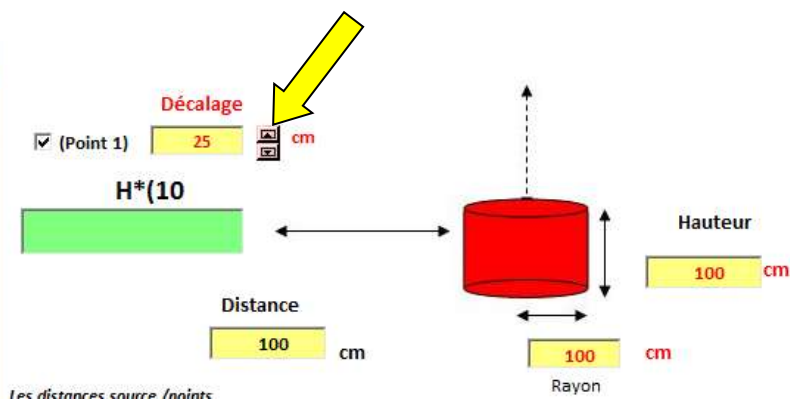 Décalage
(Point 1) 25 cm
H*(10
Hauteur
100 cm
Distance
100 cm
100 cm
Rayon
Les distances source /points